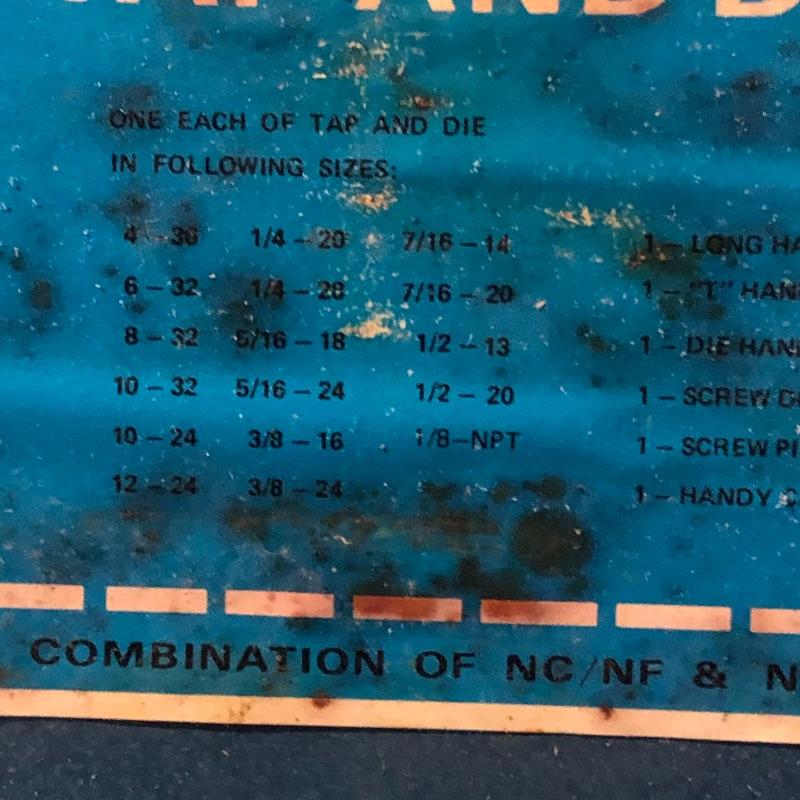 TAP AND D
ONE EACH OF TAP AND DIE
IN FOLLOWING SIZES:
4 – 36 1/4 – 20 7/16 – 14 1 – LONG HA
6 – 32 1/4 – 28 7/16 – 20 1 – "T" HAN
8 – 32 5/16 – 18 1/2 – 13 1 – DIE HAN
10 – 32 5/16 – 24 1/2 – 20 1 – SCREW D
10 – 24 3/8 – 16 1/8–NPT 1 – SCREW PI
12 – 24 3/8 – 24 1 – HANDY C
COMBINATION OF NC/NF & N